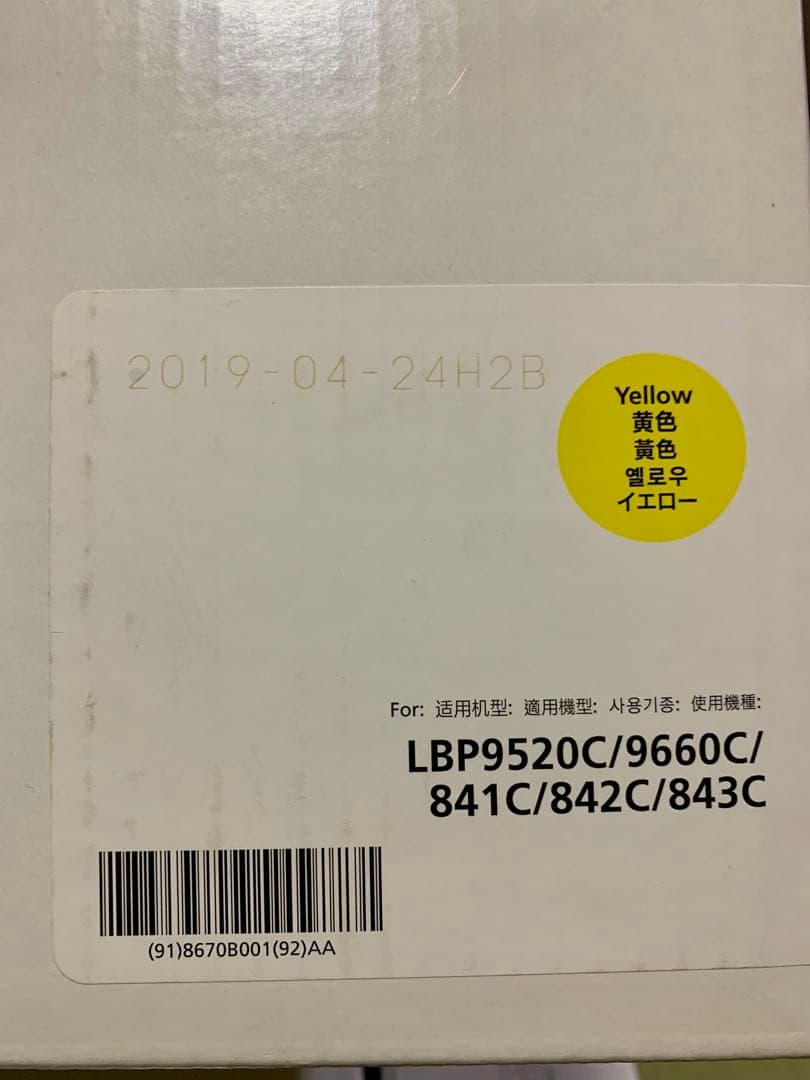 2019-04-24H2B
Yellow
黄色
黃色
옐로우
イエロー
For: 适用机型: 適用機型: 사용기종: 使用機種:
LBP9520C/9660C/
841C/842C/843C
(91)8670B001(92)AA